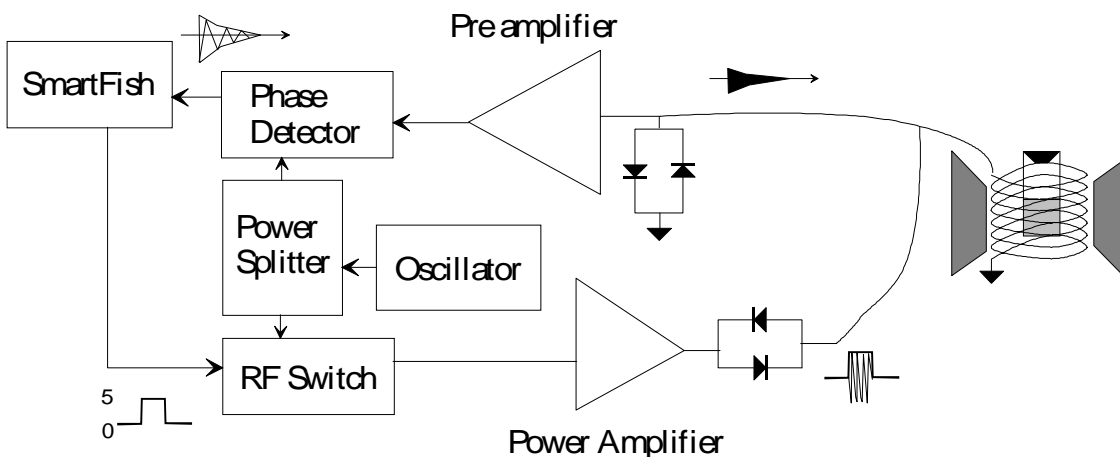 Pre amplifier
SmartFish
Phase
Detector
Power
Splitter
Oscillator
RF Switch
5
0
Power Amplifier